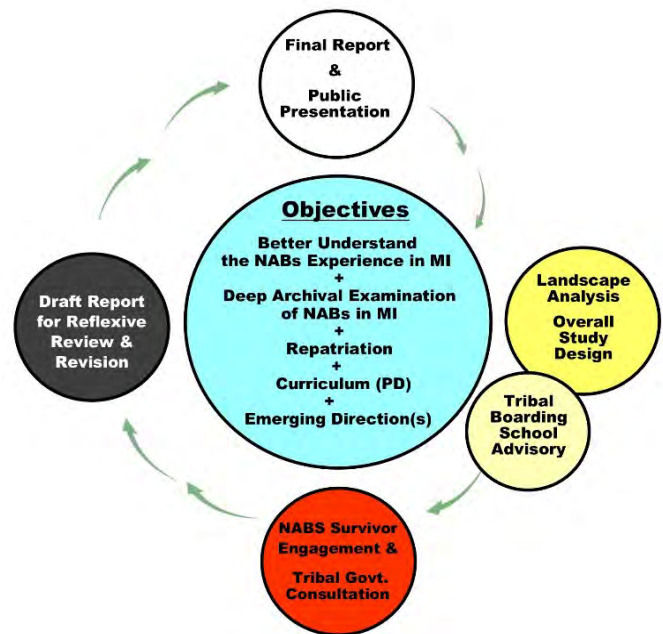 Final Report
&
Public
Presentation
Objectives
Better Understand
the NABs Experience in MI
+
Deep Archival Examination
of NABs in MI
+
Repatriation
+
Curriculum (PD)
+
Emerging Direction(s)
Landscape
Analysis
Overall
Study
Design
Tribal
Boarding
School
Advisory
NABS Survivor
Engagement &
Tribal Govt.
Consultation
Draft Report
for Reflexive
Review &
Revision